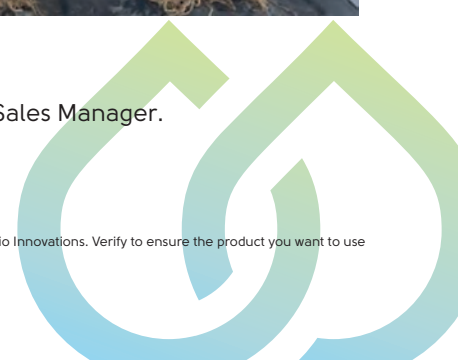 Sales Manager.
io Innovations. Verify to ensure the product you want to use